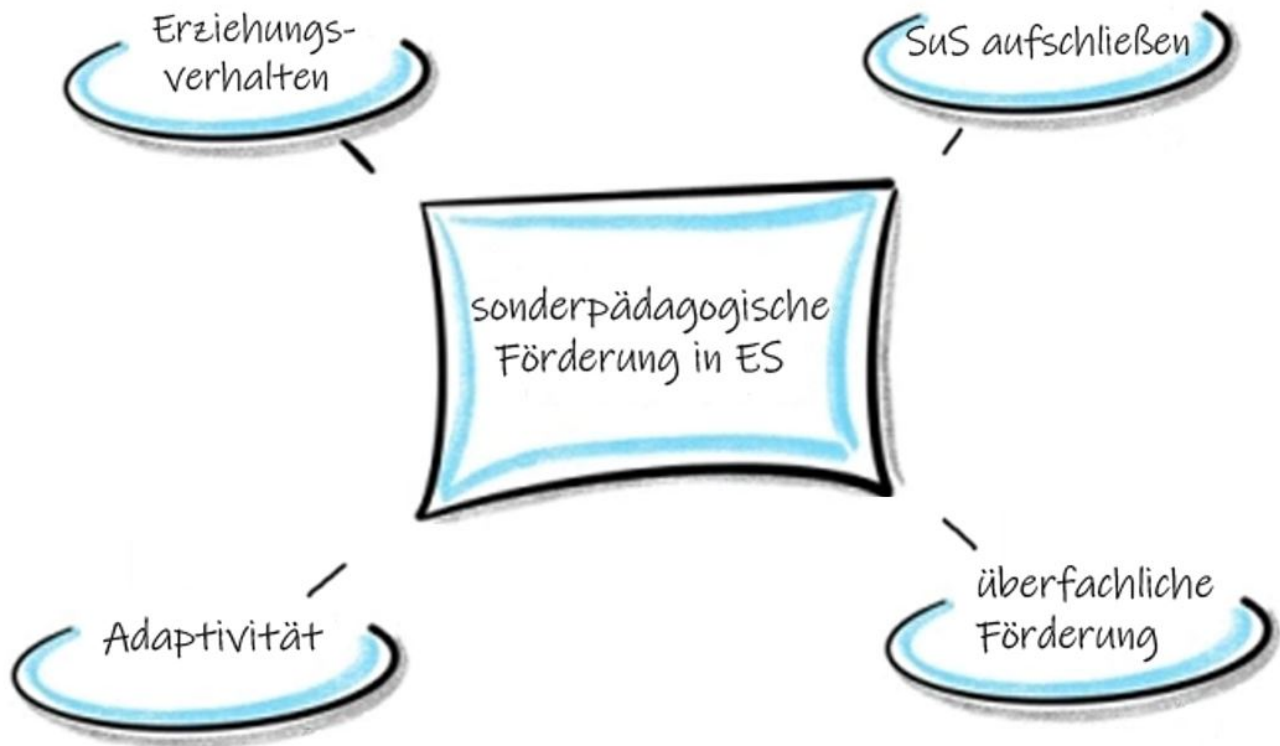 Erziehungs-
verhalten
SuS aufschließen
sonderpädagogische
Förderung in ES
Adaptivität
überfachliche
Förderung